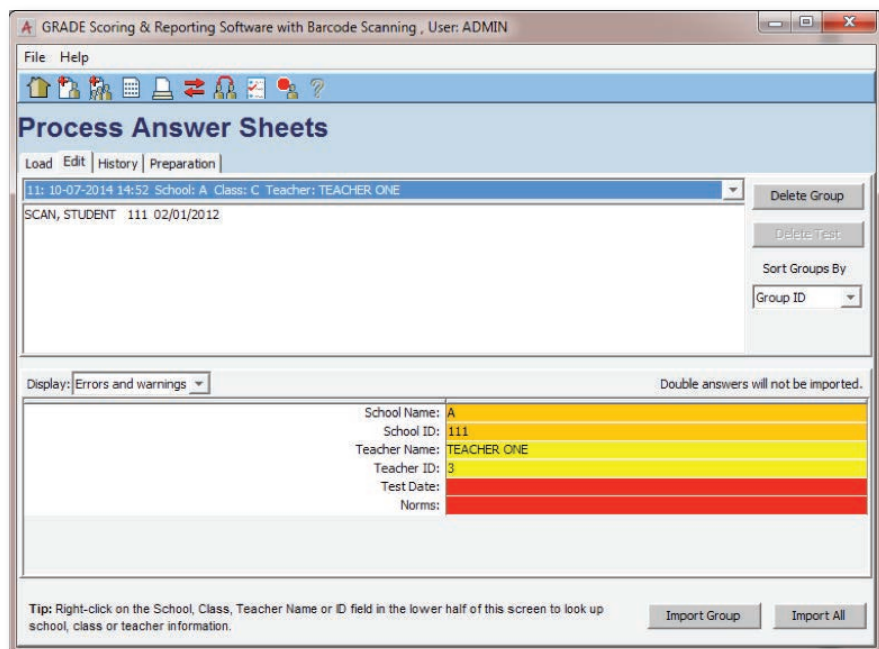 GRADE Scoring & Reporting Software with Barcode Scanning , User: ADMIN
File Help
Process Answer Sheets
Load Edit History Preparation
11: 10-07-2014 14:52 School: A Class: C Teacher: TEACHER ONE
Delete Group
SCAN, STUDENT 111 02/01/2012
Delete Test
Sort Groups By
Group ID
Display: Errors and warnings
Double answers will not be imported.
School Name: A
School ID: 111
Teacher Name: TEACHER ONE
Teacher ID: 3
Test Date:
Norms:
Tip: Right-click on the School, Class, Teacher Name or ID field in the lower half of this screen to look up
school, class or teacher information.
Import Group Import All